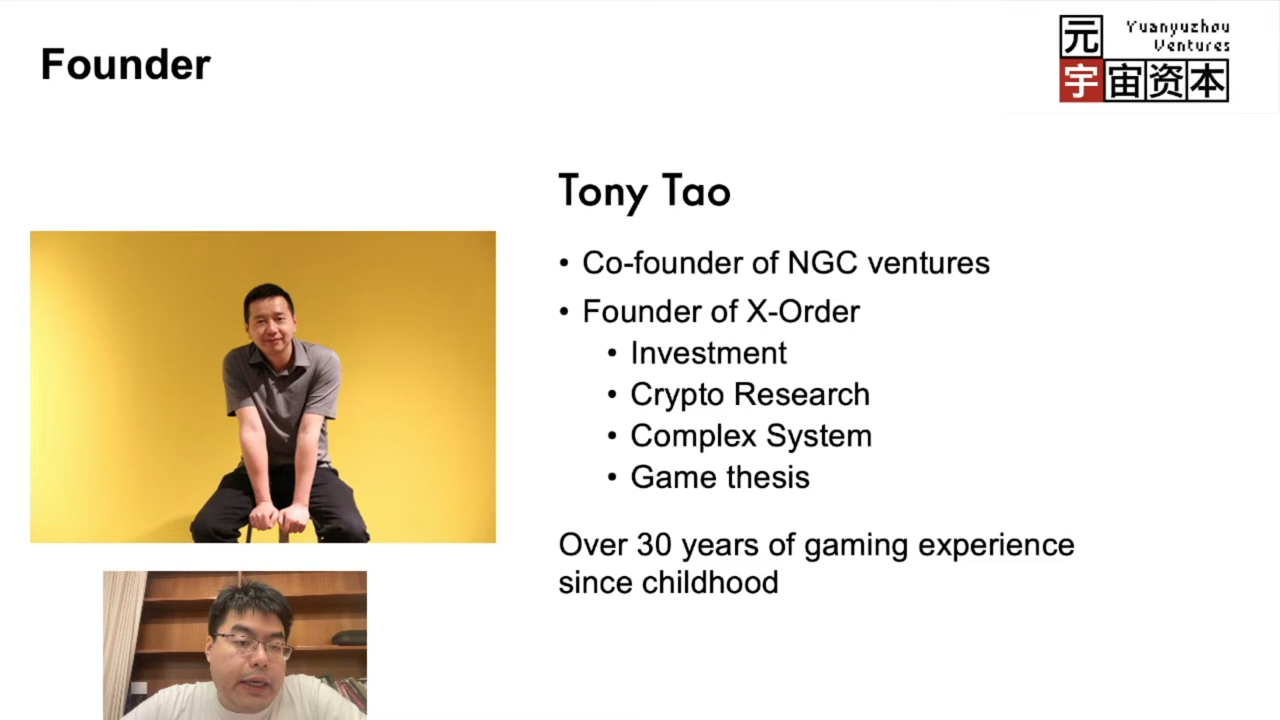 Founder
元
宇宙资本
Yuanyuzhou
Ventures
Tony Tao
• Co-founder of NGC ventures
• Founder of X-Order
• Investment
• Crypto Research
• Complex System
• Game thesis
Over 30 years of gaming experience
since childhood